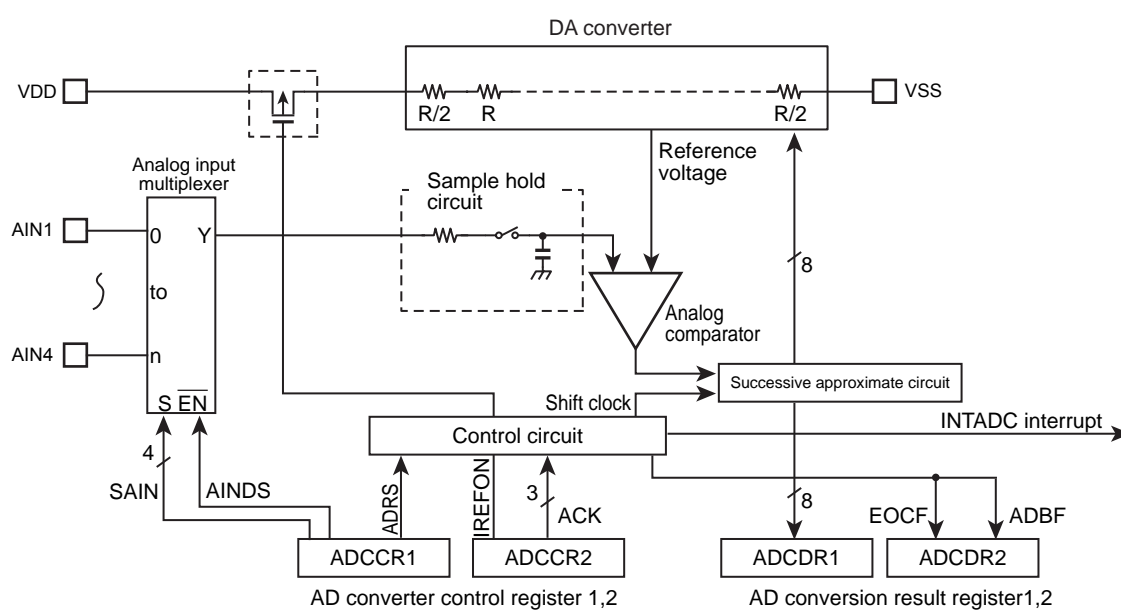 DA converter
VDD
R/2
R
R/2
VSS
Analog input
multiplexer
Sample hold
circuit
Reference
voltage
AIN1
0
Y
to
8
Analog
comparator
AIN4
n
S EN
Successive approximate circuit
Shift clock
Control circuit
INTADC interrupt
4
SAIN
AINDS
ADRS
IREFON
3
ACK
8
EOCF
ADBF
ADCCR1
ADCCR2
ADCDR1
ADCDR2
AD converter control register 1,2
AD conversion result register1,2